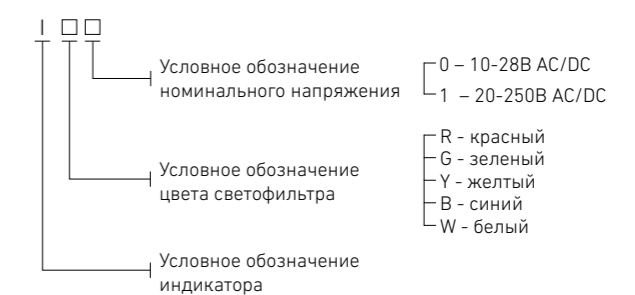 I □ □
Условное обозначение
номинального напряжения
0 – 10-28В AC/DC
1 – 20-250В AC/DC
Условное обозначение
цвета светофильтра
R - красный
G - зеленый
Y - желтый
B - синий
W - белый
Условное обозначение
индикатора